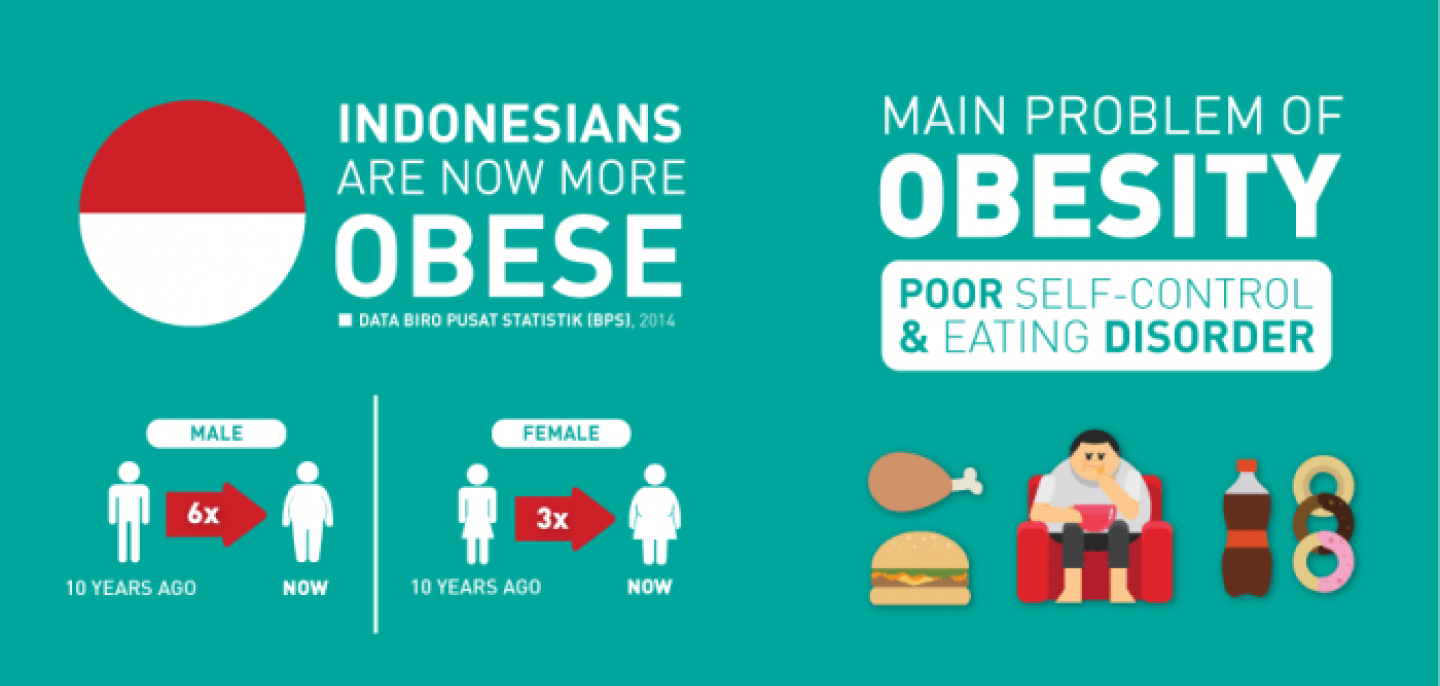 INDONESIANS
ARE NOW MORE
OBESE
DATA BIRO PUSAT STATISTIK (BPS), 2014
MALE
6x
10 YEARS AGO
NOW
FEMALE
3x
10 YEARS AGO
NOW
MAIN PROBLEM OF
OBESITY
POOR SELF-CONTROL
& EATING DISORDER